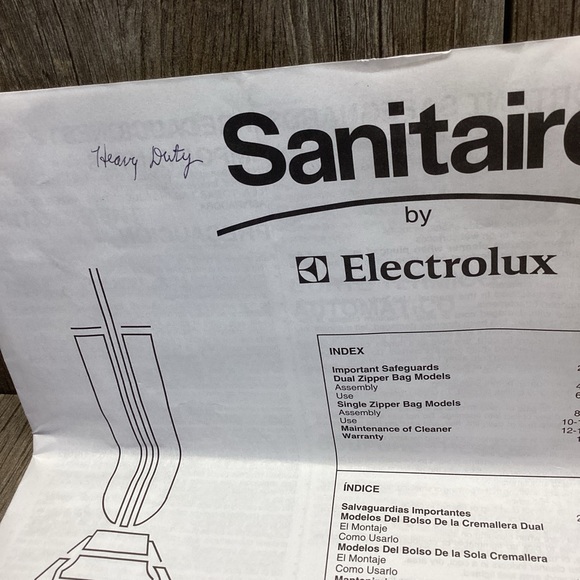 Heavy Duty
Sanitaire
by
Electrolux
INDEX
Important Safeguards
Dual Zipper Bag Models
Assembly
Use
Single Zipper Bag Models
Assembly
Use
Maintenance of Cleaner
Warranty
ÍNDICE
Salvaguardias Importantes
Modelos Del Bolso De la Cremallera Dual
El Montaje
Como Usarlo
Modelos Del Bolso De la Sola Cremallera
El Montaje
Como Usarlo